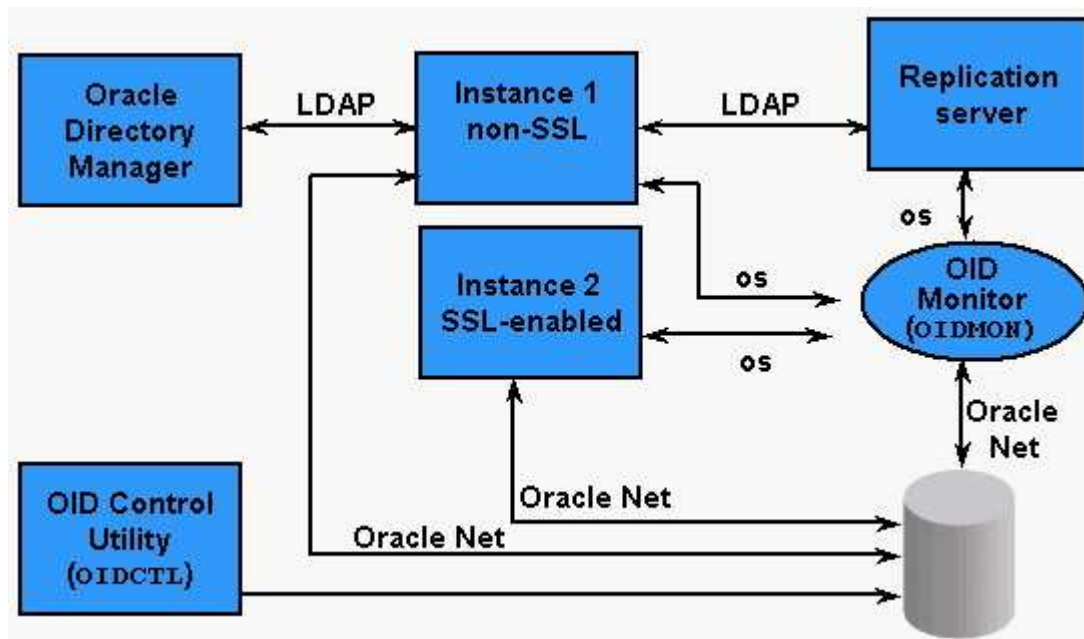 Oracle
Directory
Manager
LDAP
Instance 1
non-SSL
LDAP
Replication
server
os
Instance 2
SSL-enabled
os
os
OID
Monitor
(OIDMON)
Oracle
Net
OID Control
Utility
(OIDCTL)
Oracle Net
Oracle Net